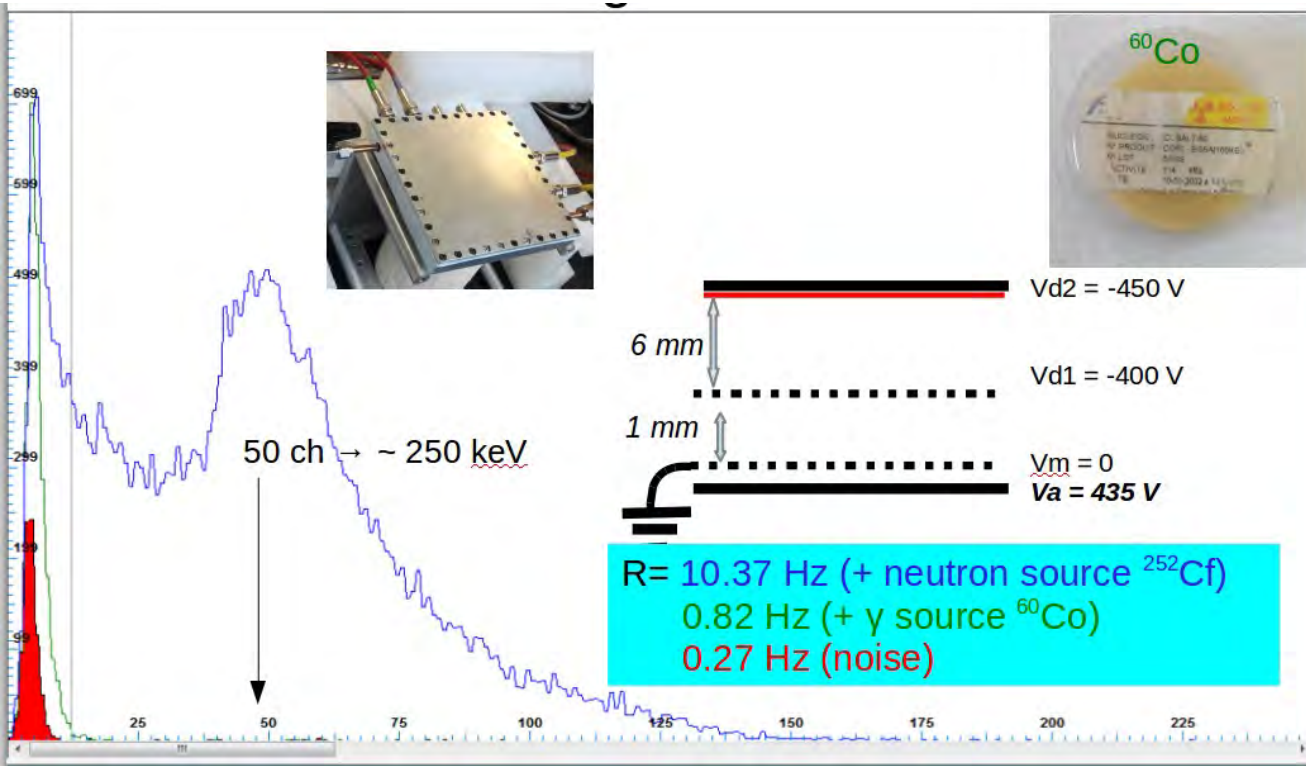 60Co
Vd2 = -450 V
6 mm
Vd1 = -400 V
1 mm
Vm = 0
Va = 435 V
50 ch → ~ 250 keV
R= 10.37 Hz (+ neutron source 252Cf)
0.82 Hz (+ γ source 60Co)
0.27 Hz (noise)
699
599
499
399
299
199
99
25
50
75
100
125
150
175
200
225